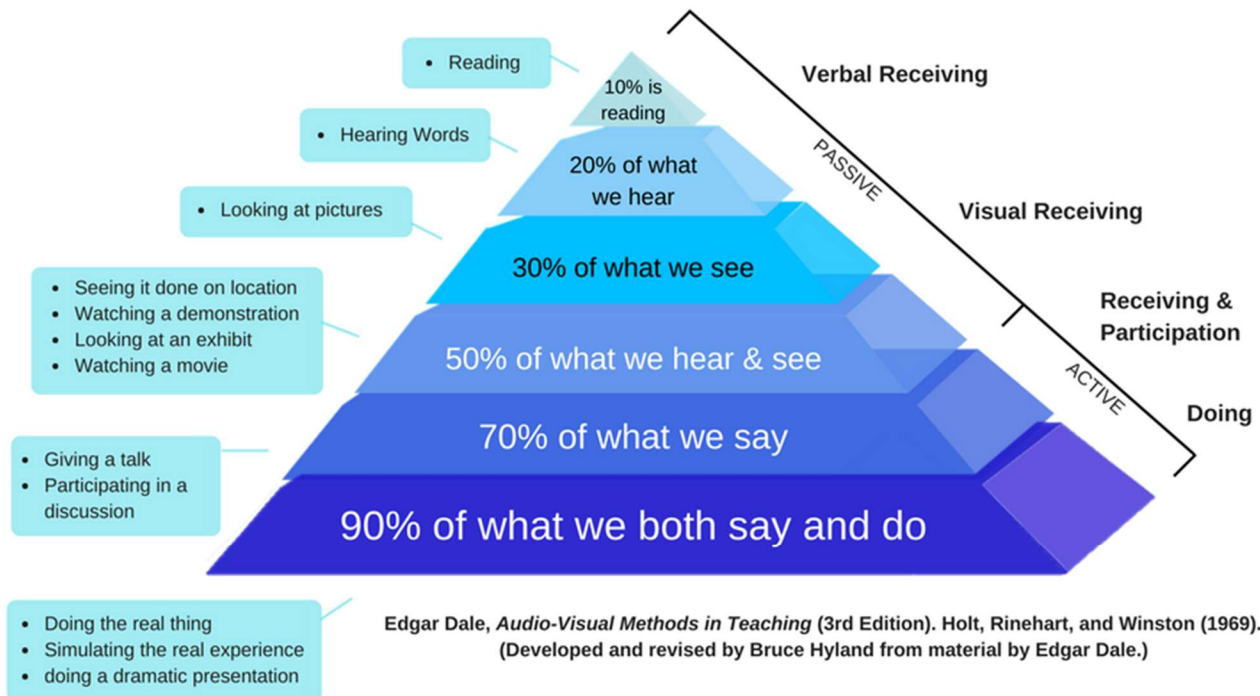 • Reading
10% is
reading
Verbal Receiving
• Hearing Words
20% of what
we hear
PASSIVE
• Looking at pictures
30% of what we see
Visual Receiving
• Seeing it done on location
• Watching a demonstration
• Looking at an exhibit
• Watching a movie
50% of what we hear & see
Receiving &
Participation
ACTIVE
Doing
• Giving a talk
• Participating in a
discussion
70% of what we say
90% of what we both say and do
• Doing the real thing
• Simulating the real experience
• doing a dramatic presentation
Edgar Dale, Audio-Visual Methods in Teaching (3rd Edition). Holt, Rinehart, and Winston (1969).
(Developed and revised by Bruce Hyland from material by Edgar Dale.)